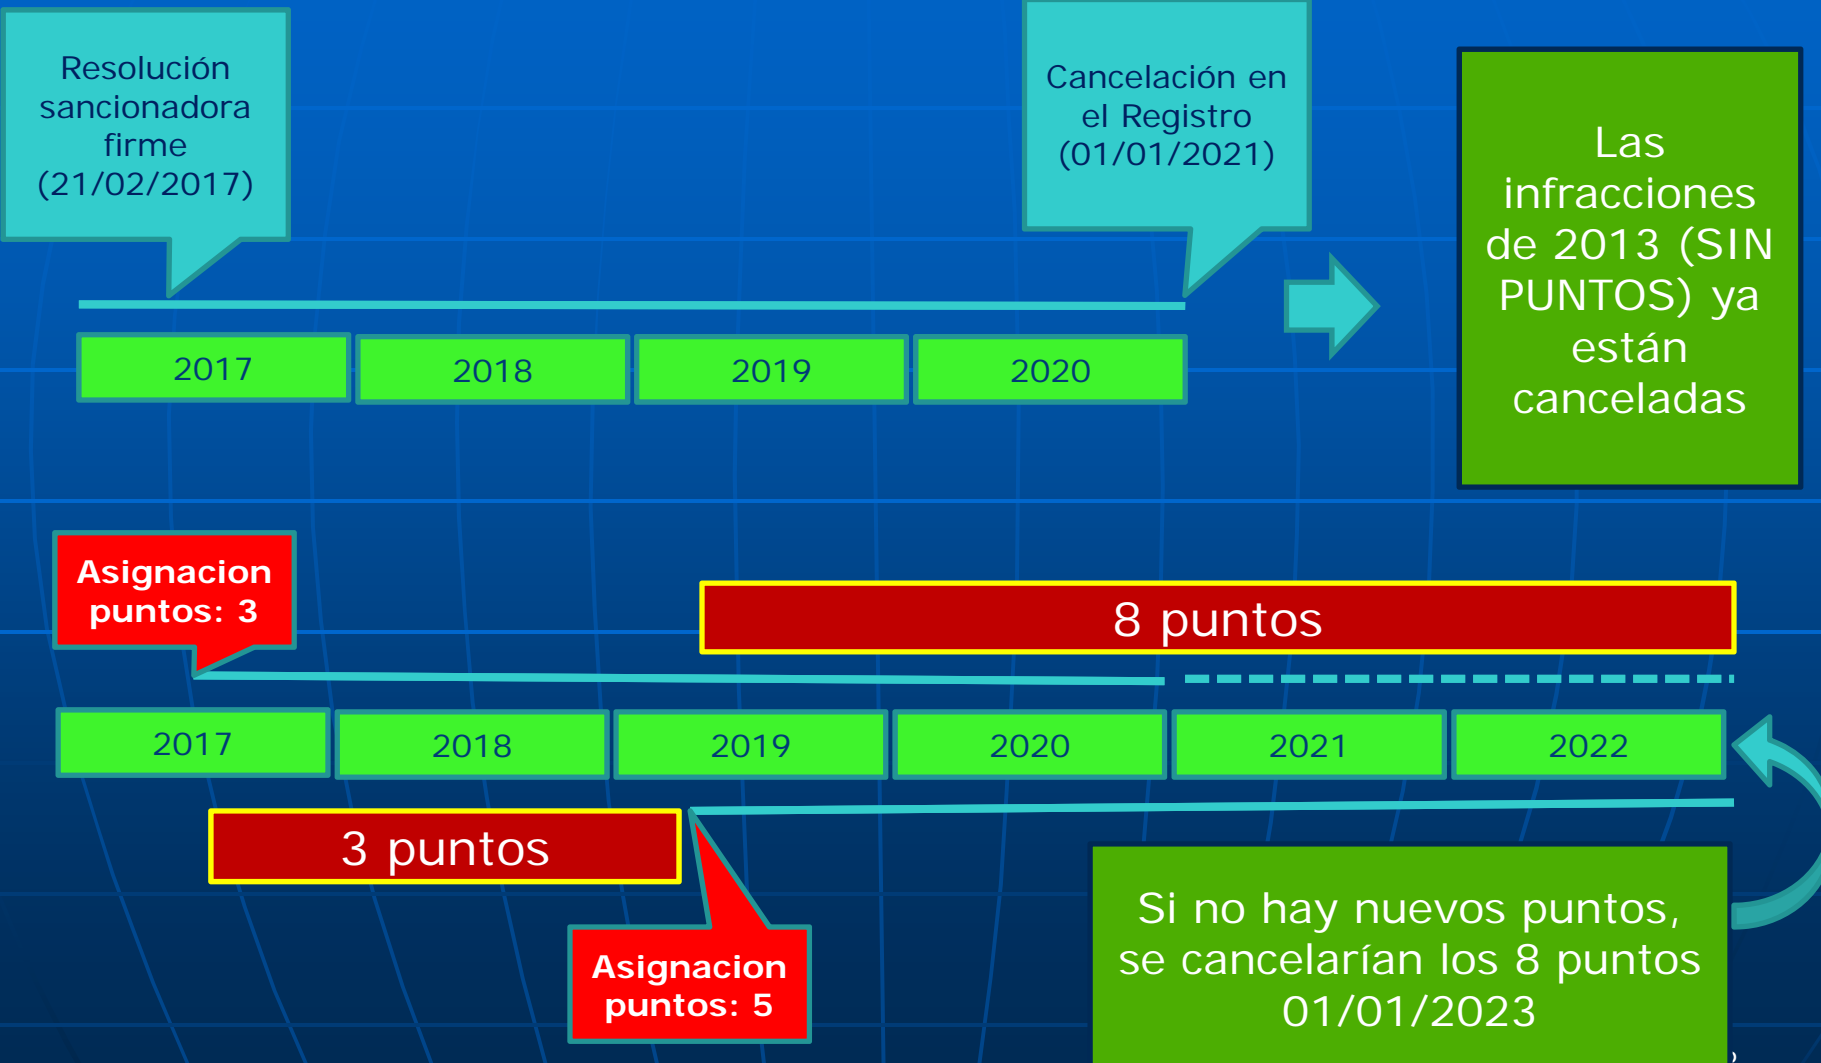 Resolución
sancionadora
firme
(21/02/2017)
Cancelación en
el Registro
(01/01/2021)
Las
infracciones
de 2013 (SIN
PUNTOS) ya
están
canceladas
2017
2018
2019
2020
Asignacion
puntos: 3
8 puntos
2017
2018
2019
2020
2021
2022
3 puntos
Asignacion
puntos: 5
Si no hay nuevos puntos,
se cancelarían los 8 puntos
01/01/2023